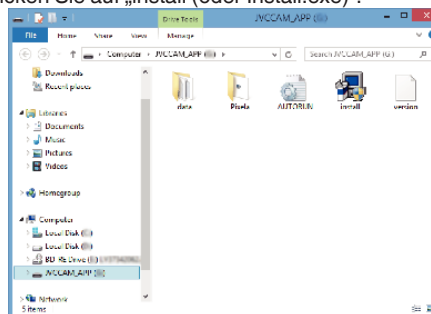 icken Sie auf „Install (oder Install.exe)“.
Drive Tools
JVCCAM_APP
File
Home
Share
View
Manage
Computer
JVCCAM_APP
Search JVCCAM_APP (G:)
Downloads
Recent places
Libraries
Documents
Music
Pictures
Videos
Homegroup
Computer
Local Disk
Local Disk
BD-RE Drive
JVCCAM_APP
Network
5 items
data
Pixela
AUTORUN
install
version